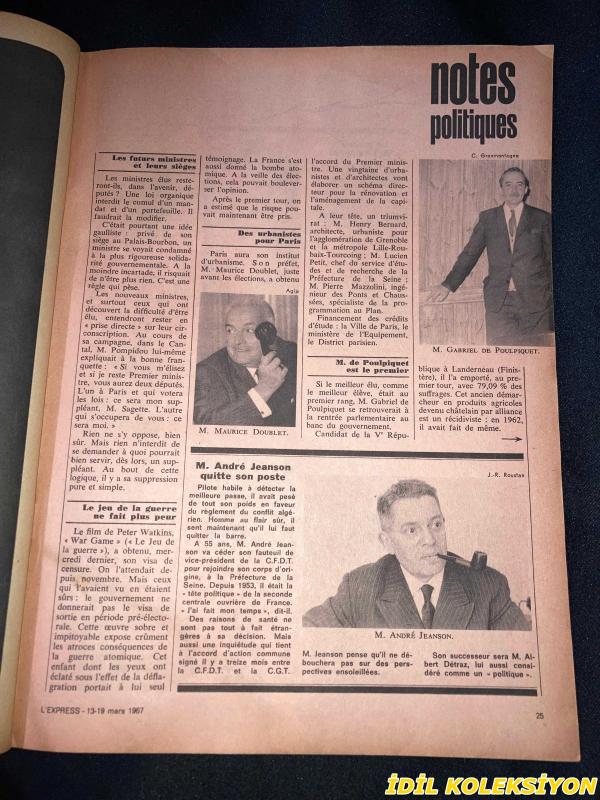 notes
politiques
Les futurs ministres
et leurs sièges
Les ministres élus reste-
ront-ils, dans l'avenir, dé-
putés ? Une loi organique
interdit le cumul d'un man-
dat et d'un portefeuille. Il
faudrait la modifier.
C'était pourtant une idée
gaulliste : privé de son
siège au Palais-Bourbon, un
ministre se voyait condamné
à la plus rigoureuse solida-
rité gouvernementale. A la
moindre incartade, il risquait
de n'être plus rien. C'est une
règle qui pèse.
Les nouveaux ministres,
et surtout ceux qui ont
découvert la difficulté d'être
élu, entendront rester en
« prise directe » sur leur cir-
conscription. Au cours de
sa campagne, dans le Can-
tal, M. Pompidou lui-même
expliquait à la bonne fran-
quette : « Si vous m'élisez
et si je reste Premier minis-
tre, vous aurez deux députés.
L'un à Paris et qui votera
les lois : ce sera mon sup-
pléant, M. Sagette. L'autre
qui s'occupera de vous : ce
sera moi. »
Rien ne s'y oppose, bien
sûr. Mais rien n'interdit de
se demander à quoi pourrait
bien servir, dès lors, un sup-
pléant. Au bout de cette
logique, il y a sa suppression
pure et simple.
Le jeu de la guerre
ne fait plus peur
Le film de Peter Watkins,
« War Game » (« Le Jeu de
la guerre »), a obtenu, mer-
credi dernier, son visa de
censure. On l'attendait de-
puis novembre. Mais ceux
qui l'avaient vu en étaient
sûrs : le gouvernement ne
donnerait pas le visa de
sortie en période pré-électo-
rale. Cette œuvre sobre et
impitoyable expose crûment
les atroces conséquences de
la guerre atomique. Cet
enfant dont les yeux ont
éclaté sous l'effet de la défla-
gration portait à lui seul
témoignage. La France s'est
aussi donné la bombe ato-
mique. A la veille des élec-
tions, cela pouvait boulever-
ser l'opinion.
Après le premier tour, on
a estimé que le risque pou-
vait maintenant être pris.
Des urbanistes
pour Paris
Paris aura son institut
d'urbanisme. Son préfet,
M. Maurice Doublet, juste
avant les élections, a obtenu
Agip
M. MAURICE DOUBLET.
l'accord du Premier minis-
tre. Une vingtaine d'urba-
nistes et d'architectes vont
élaborer un schéma direc-
teur pour la rénovation et
l'aménagement de la capi-
tale.
A leur tête, un triumvi-
rat : M. Henry Bernard,
architecte, urbaniste pour
l'agglomération de Grenoble
et la métropole Lille-Rou-
baix-Tourcoing ; M. Lucien
Petit, chef du service d'étu-
des et de recherche de la
Préfecture de la Seine ;
M. Pierre Mazzolini, ingé-
nieur des Ponts et Chaus-
sées, spécialiste de la pro-
grammation au Plan.
Financement des crédits
d'étude : la Ville de Paris, le
ministère de l'Equipement,
le District parisien.
M. de Poulpiquet
est le premier
Si le meilleur élu, comme
le meilleur élève, était au
premier rang, M. Gabriel de
Poulpiquet se retrouverait à
la rentrée parlementaire au
banc du gouvernement.
Candidat de la Vᵉ Répu-
M. GABRIEL DE POULPIQUET.
blique à Landerneau (Finis-
tère), il l'a emporté, au pre-
mier tour, avec 79,09 % des
suffrages. Cet ancien démar-
cheur en produits agricoles
devenu châtelain par alliance
est un récidiviste : en 1962,
il avait fait de même.
M. André Jeanson
quitte son poste
Pilote habile à détecter la
meilleure passe, il avait pesé
de tout son poids en faveur
du règlement du conflit algé-
rien. Homme au flair sûr, il
sent maintenant qu'il lui faut
quitter la barre.
A 55 ans, M. André Jean-
son va céder son fauteuil de
vice-président de la C.F.D.T.
pour rejoindre son corps d'ori-
gine, à la Préfecture de la
Seine. Depuis 1953, il était la
« tête politique » de la seconde
centrale ouvrière de France.
« J'ai fait mon temps », dit-il.
Des raisons de santé ne
sont pas tout à fait étran-
gères à sa décision. Mais
aussi une inquiétude qui tient
à l'accord d'action commune
signé il y a treize mois entre
la C.F.D.T. et la C.G.T.
J.-R. Roustan
M. ANDRÉ JEANSON.
M. Jeanson pense qu'il ne dé-
bouchera pas sur des pers-
pectives ensoleillées.
Son successeur sera M. Al-
bert Détraz, lui aussi consi-
déré comme un « politique ».
L'EXPRESS - 13-19 mars 1967
25
İDİL KOLEKSİYON